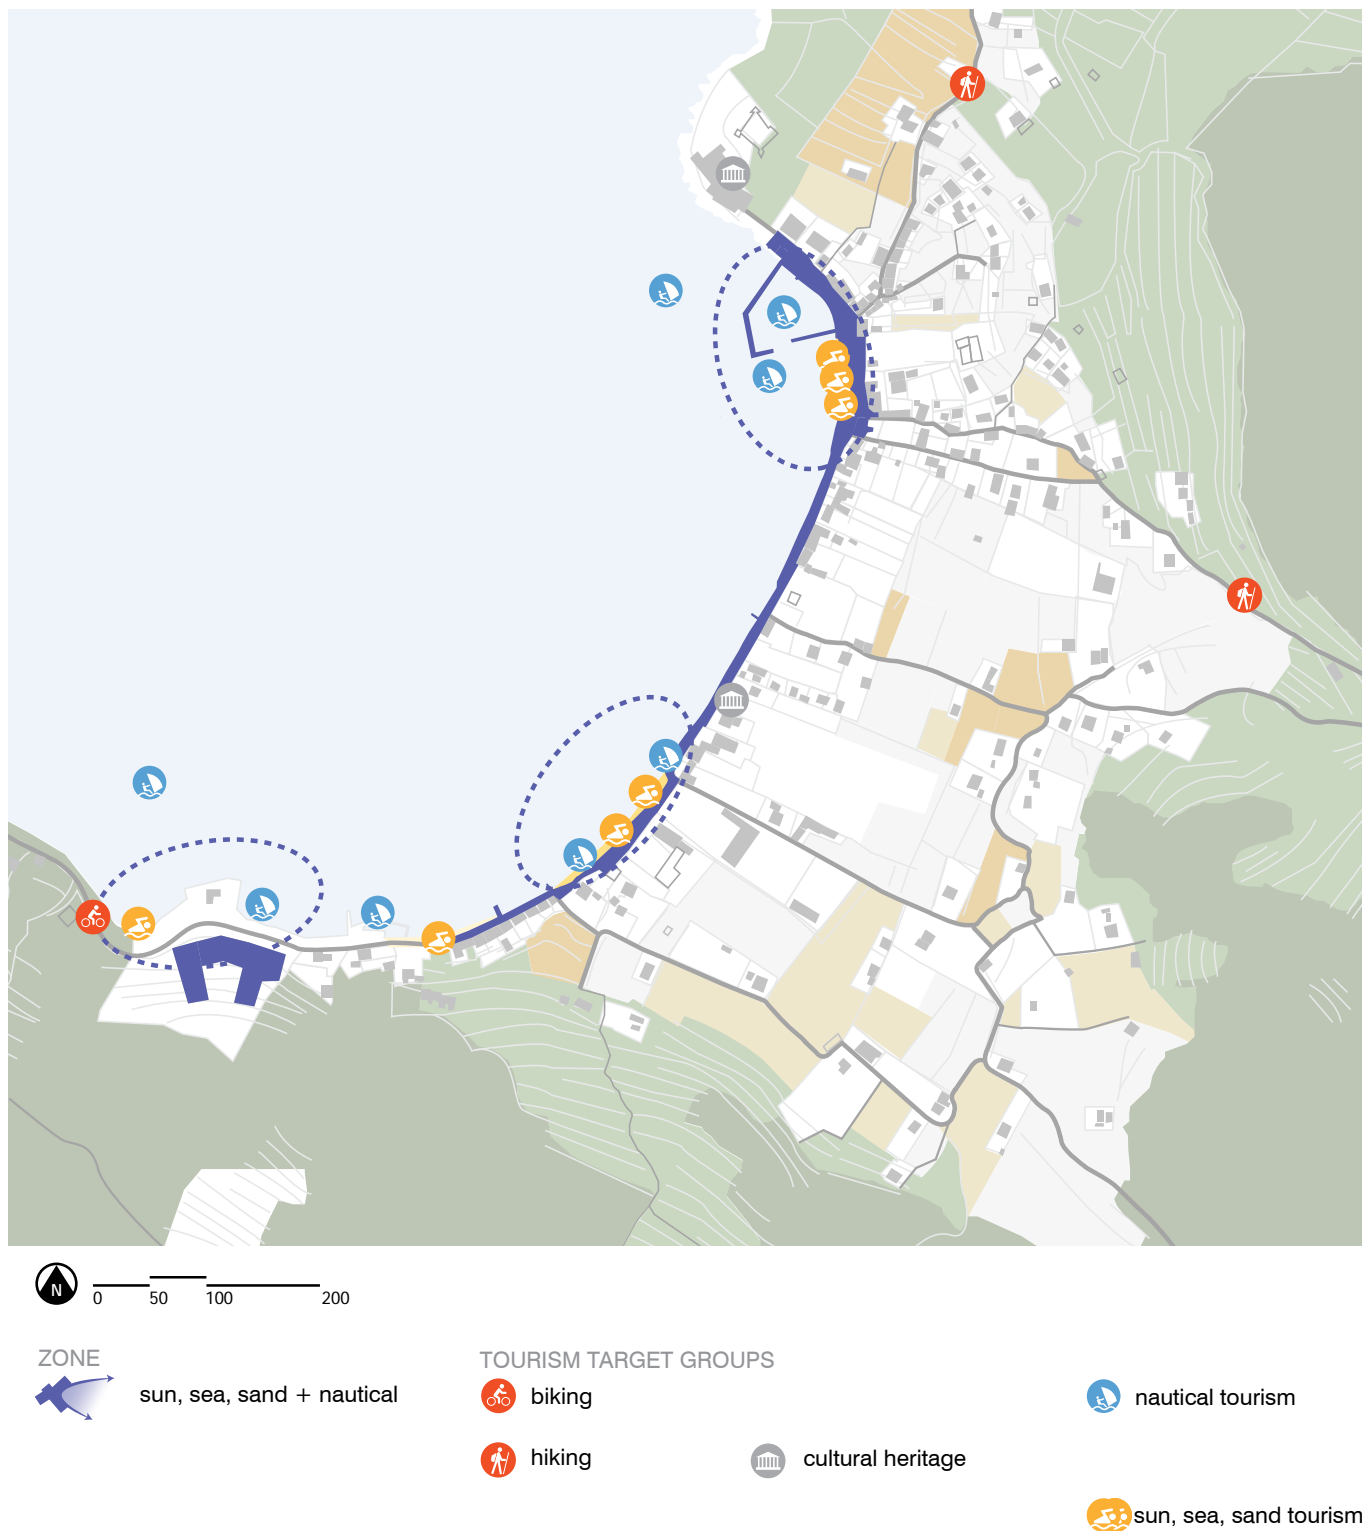 N
0 50 100 200
ZONE
sun, sea, sand + nautical
TOURISM TARGET GROUPS
biking
hiking
cultural heritage
nautical tourism
sun, sea, sand tourism